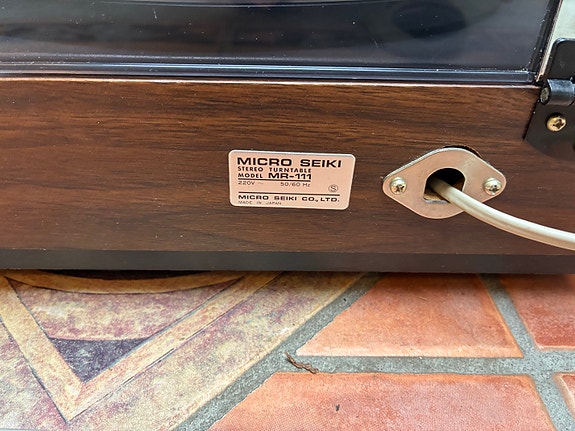 MICRO SEIKI
STEREO TURNTABLE
MODEL MR-111
220V ~ 50/60 Hz S
MICRO SEIKI CO., LTD.
MADE IN JAPAN